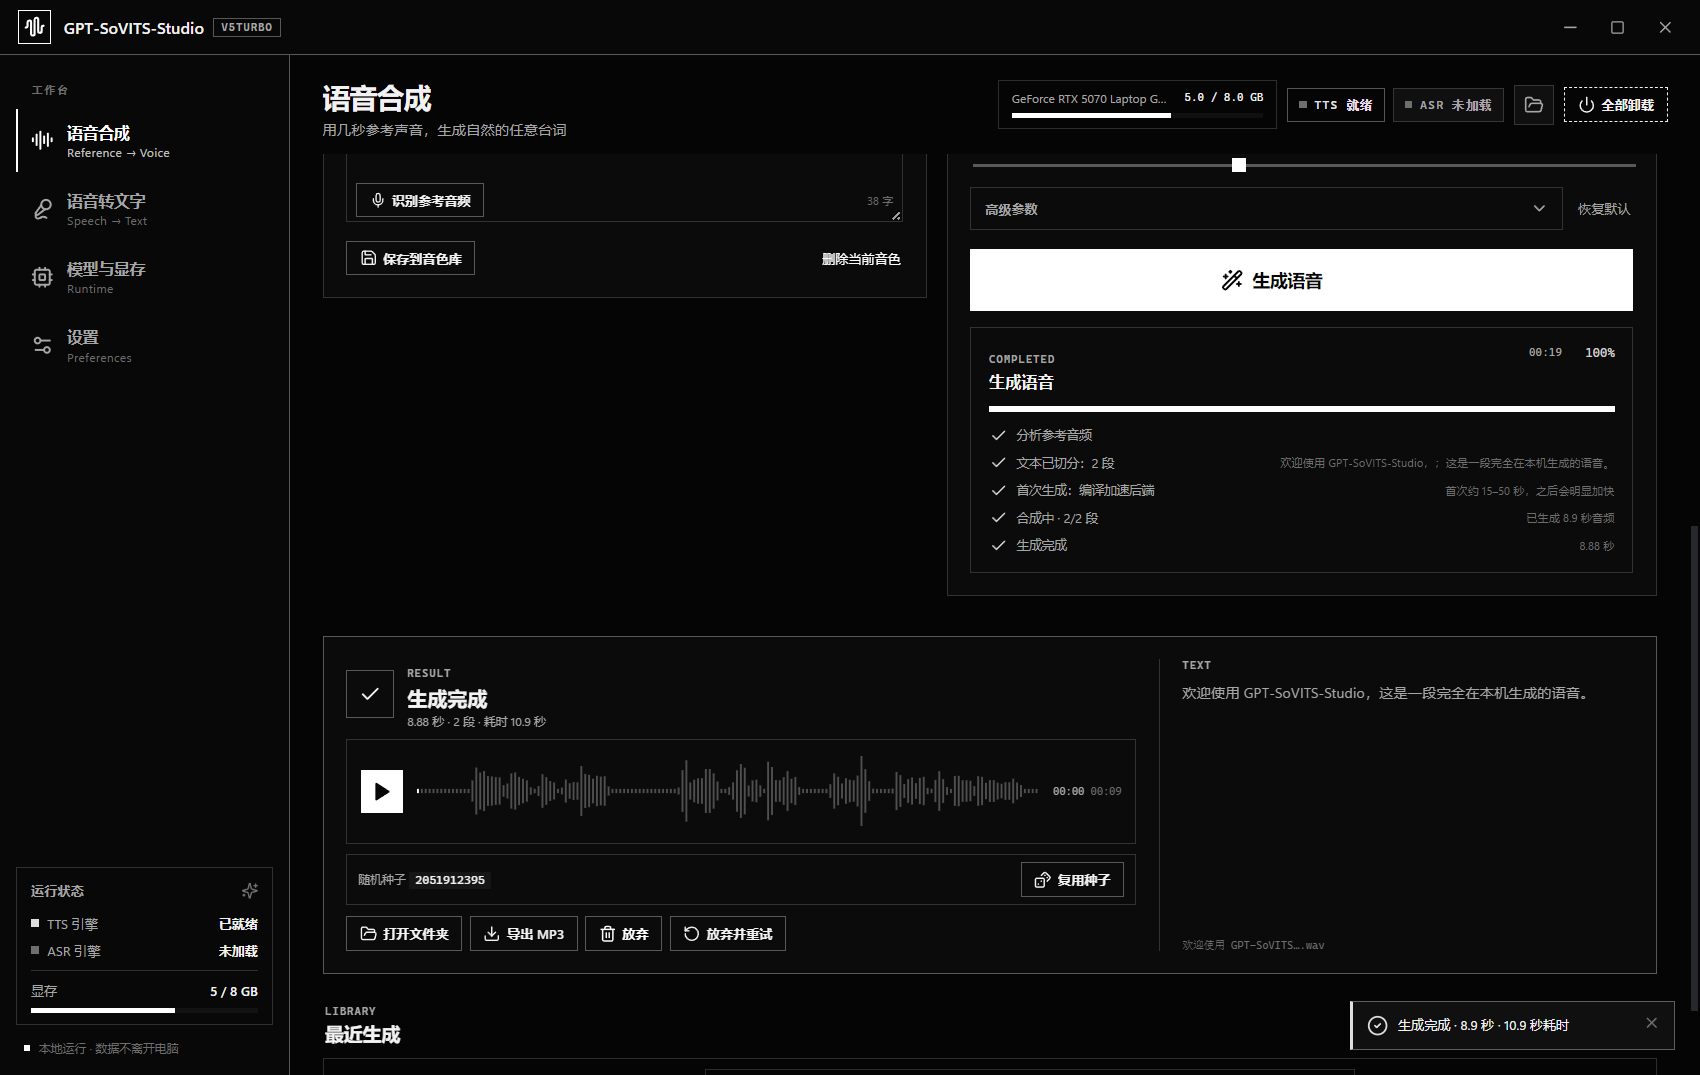 GPT-SoVITS-Studio V5TURBO
工作台
语音合成
Reference → Voice
语音转文字
Speech → Text
模型与显存
Runtime
设置
Preferences
运行状态
TTS 引擎 已就绪
ASR 引擎 未加载
显存 5 / 8 GB
本地运行 · 数据不离开电脑
语音合成
用几秒参考声音，生成自然的任意台词
GeForce RTX 5070 Laptop G... 5.0 / 8.0 GB
TTS 就绪
ASR 未加载
全部卸载
识别参考音频
38 字
保存到音色库
删除当前音色
高级参数
恢复默认
生成语音
COMPLETED
00:19 100%
生成语音
分析参考音频
文本已切分：2 段 欢迎使用 GPT-SoVITS-Studio，；这是一段完全在本机生成的语音。
首次生成：编译加速后端 首次约 15–50 秒，之后会明显加快
合成中 · 2/2 段 已生成 8.9 秒音频
生成完成 8.88 秒
RESULT
生成完成
8.88 秒 · 2 段 · 耗时 10.9 秒
00:00 00:09
随机种子 2051912395
复用种子
打开文件夹
导出 MP3
放弃
放弃并重试
TEXT
欢迎使用 GPT-SoVITS-Studio，这是一段完全在本机生成的语音。
欢迎使用 GPT-SoVITS….wav
LIBRARY
最近生成
生成完成 · 8.9 秒 · 10.9 秒耗时